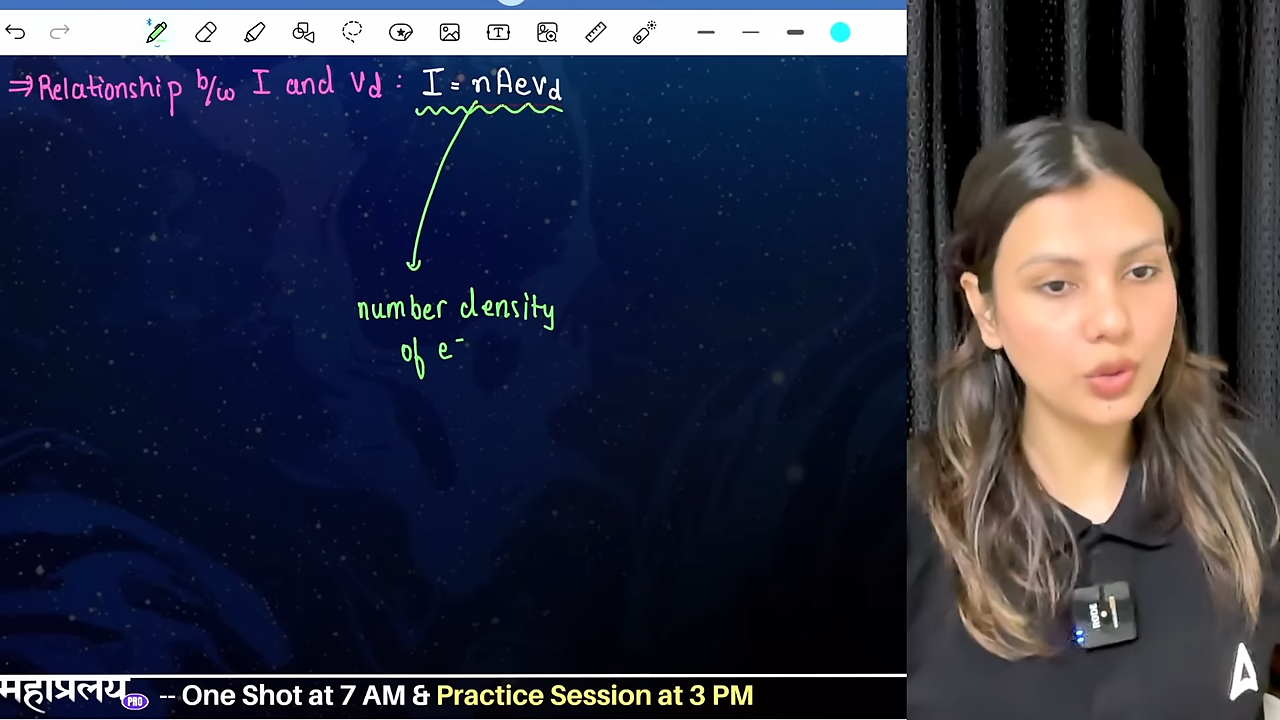 ⇒ Relationship b/w I and Vd : I = nAevd
number density
of e⁻
महाप्रलय PRO -- One Shot at 7 AM & Practice Session at 3 PM
RODE